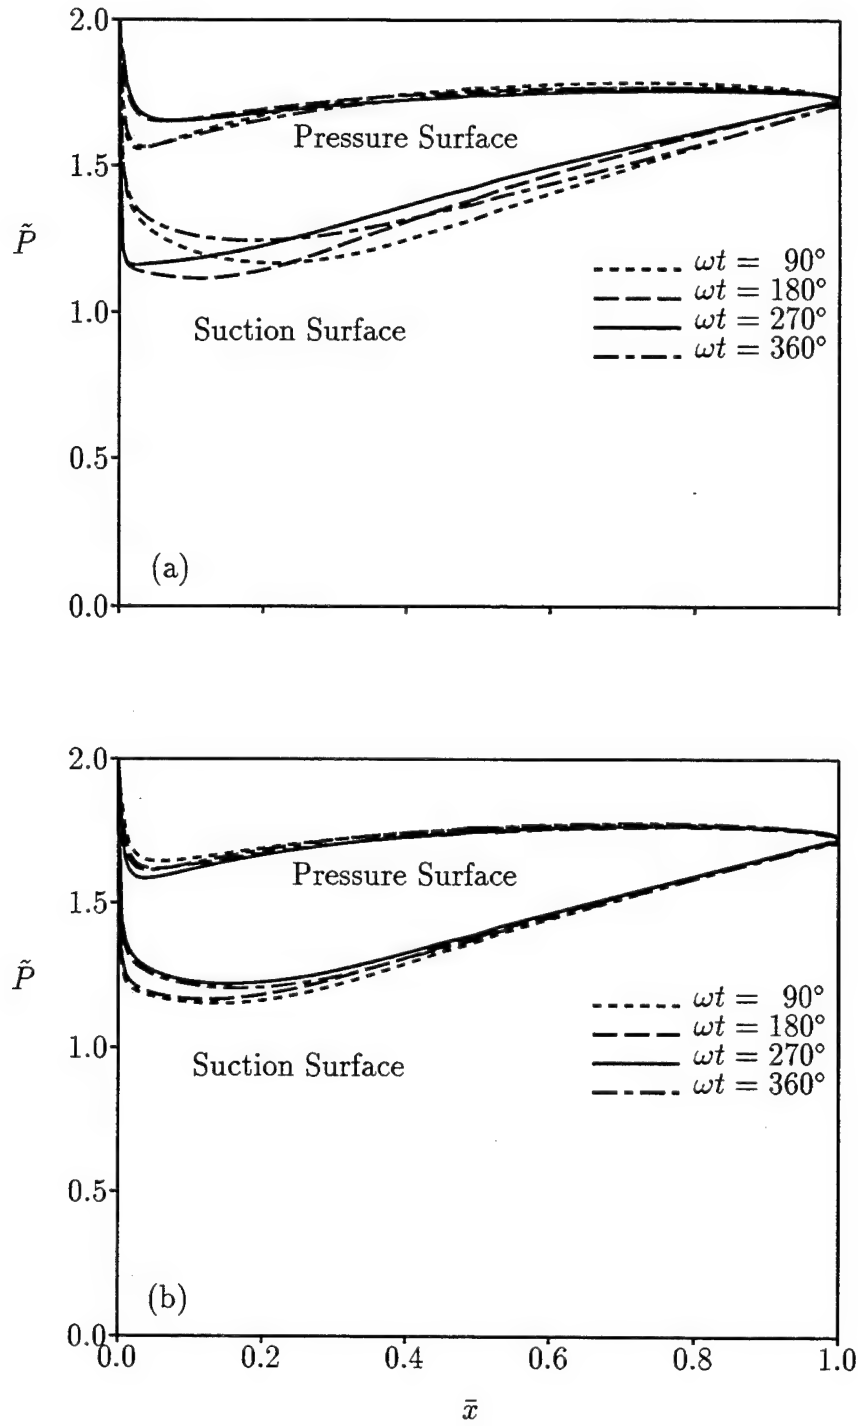 2.0
1.5
P̃
1.0
0.5
0.0
Pressure Surface
Suction Surface
ωt = 90°
ωt = 180°
ωt = 270°
ωt = 360°
(a)
2.0
1.5
P̃
1.0
0.5
0.0
Pressure Surface
Suction Surface
ωt = 90°
ωt = 180°
ωt = 270°
ωt = 360°
(b)
0.0 0.2 0.4 0.6 0.8 1.0
x̄